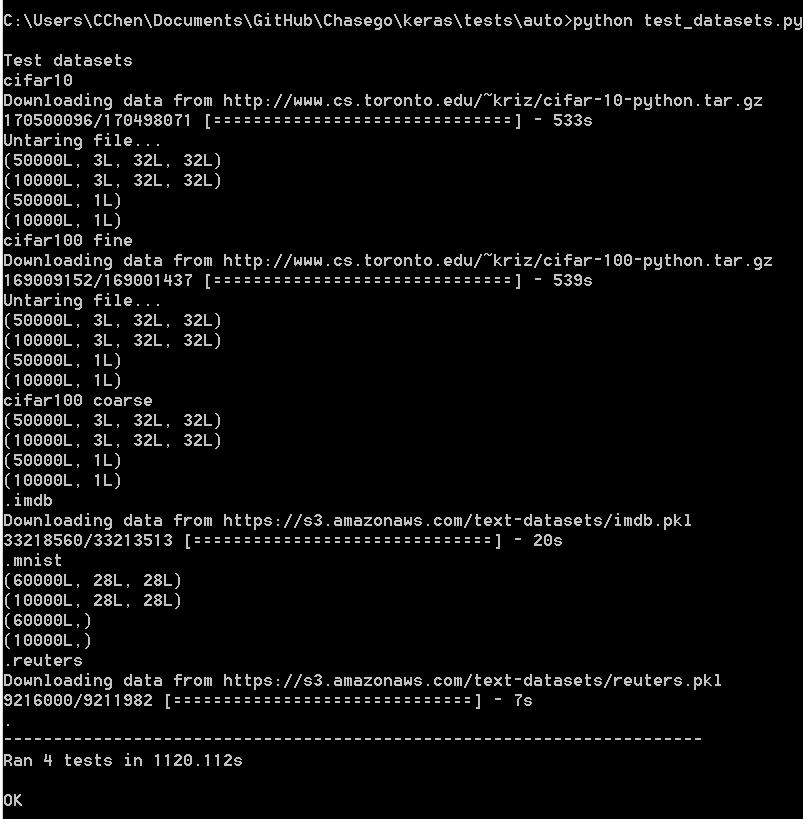 C:\Users\CChen\Documents\GitHub\Chasego\keras\tests\auto>python test_datasets.py
Test datasets
cifar10
Downloading data from http://www.cs.toronto.edu/~kriz/cifar-10-python.tar.gz
170500096/170498071 [==============================] - 533s
Untaring file...
(50000L, 3L, 32L, 32L)
(10000L, 3L, 32L, 32L)
(50000L, 1L)
(10000L, 1L)
cifar100 fine
Downloading data from http://www.cs.toronto.edu/~kriz/cifar-100-python.tar.gz
169009152/169001437 [==============================] - 539s
Untaring file...
(50000L, 3L, 32L, 32L)
(10000L, 3L, 32L, 32L)
(50000L, 1L)
(10000L, 1L)
cifar100 coarse
(50000L, 3L, 32L, 32L)
(10000L, 3L, 32L, 32L)
(50000L, 1L)
(10000L, 1L)
.imdb
Downloading data from https://s3.amazonaws.com/text-datasets/imdb.pkl
33218560/33213513 [==============================] - 20s
.mnist
(60000L, 28L, 28L)
(10000L, 28L, 28L)
(60000L,)
(10000L,)
.reuters
Downloading data from https://s3.amazonaws.com/text-datasets/reuters.pkl
9216000/9211982 [==============================] - 7s
.
----------------------------------------------------------------------
Ran 4 tests in 1120.112s
OK